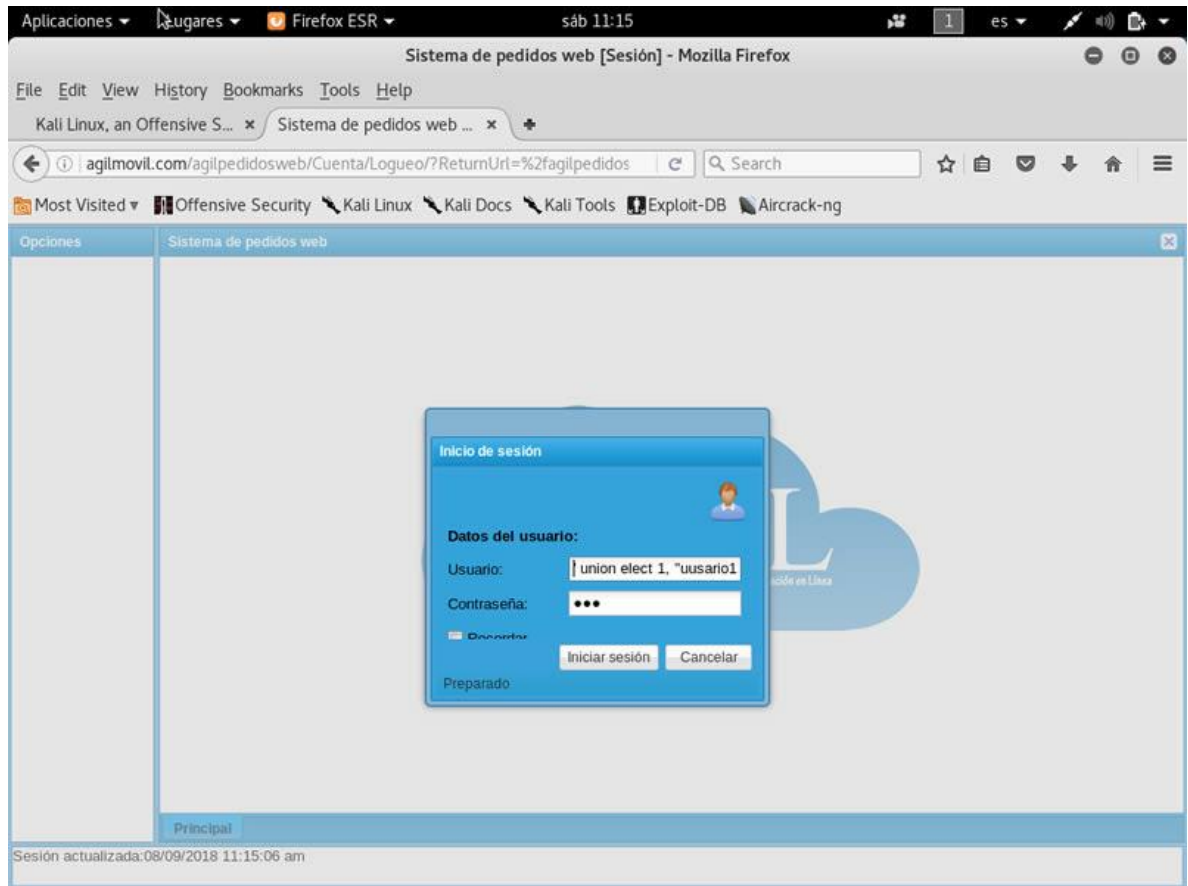 Aplicaciones Lugares Firefox ESR sáb 11:15 1 es
Sistema de pedidos web [Sesión] - Mozilla Firefox
File Edit View History Bookmarks Tools Help
Kali Linux, an Offensive S... Sistema de pedidos web ...
agilmovil.com/agilpedidosweb/Cuenta/Logueo/?ReturnUrl=%2fagilpedidos Search
Most Visited Offensive Security Kali Linux Kali Docs Kali Tools Exploit-DB Aircrack-ng
Opciones Sistema de pedidos web
Inicio de sesión
Datos del usuario:
Usuario: union elect 1, "uusario1
L
Contraseña: •••
ación en Línea
Recordar
Iniciar sesión Cancelar
Preparado
Principal
Sesión actualizada:08/09/2018 11:15:06 am